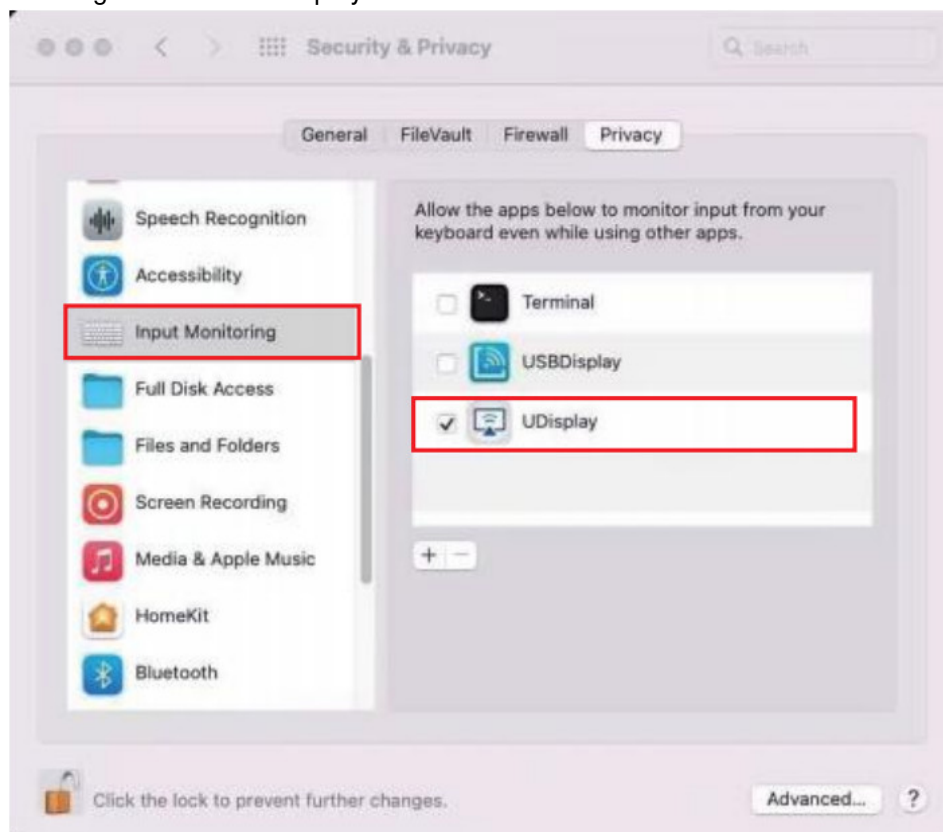 Security & Privacy
Search
General FileVault Firewall Privacy
Speech Recognition
Accessibility
Input Monitoring
Full Disk Access
Files and Folders
Screen Recording
Media & Apple Music
HomeKit
Bluetooth
Allow the apps below to monitor input from your
keyboard even while using other apps.
Terminal
USBDisplay
UDisplay
+ −
Click the lock to prevent further changes.
Advanced... ?